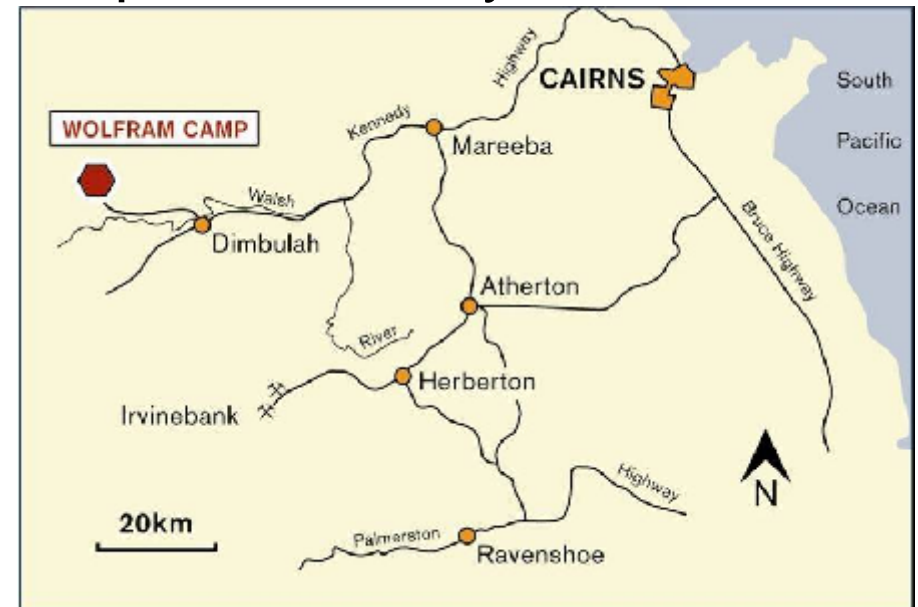 Highway
CAIRNS
South
WOLFRAM CAMP
Kennedy
Mareeba
Pacific
Walsh
Ocean
Dimbulah
Bruce Highway
Atherton
River
Herberton
Irvinebank
Highway
N
20km
Palmerston
Ravenshoe